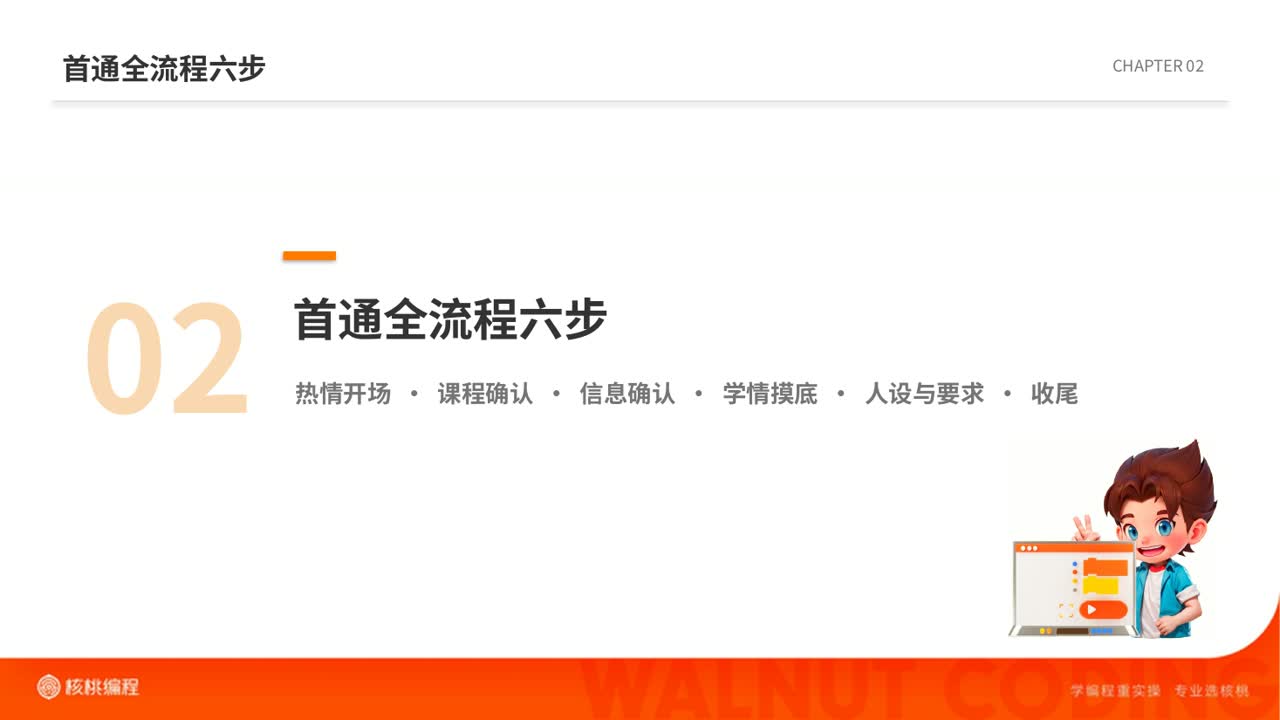 首通全流程六步
CHAPTER 02
02
首通全流程六步
热情开场 • 课程确认 • 信息确认 • 学情摸底 • 人设与要求 • 收尾
核桃编程
WALNUT CODING
学编程重实操 专业选核桃